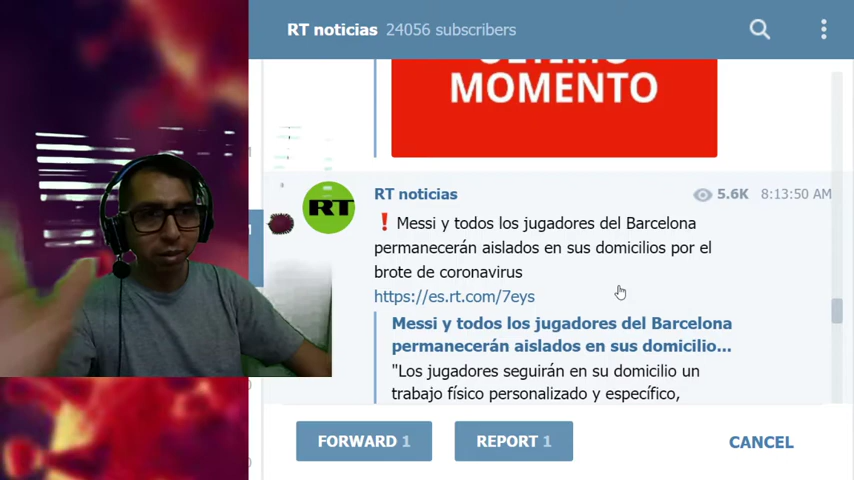 RT noticias 24056 subscribers
ÚLTIMO
MOMENTO
RT
RT noticias 5.6K 8:13:50 AM
❗ Messi y todos los jugadores del Barcelona
permanecerán aislados en sus domicilios por el
brote de coronavirus
https://es.rt.com/7eys
Messi y todos los jugadores del Barcelona
permanecerán aislados en sus domicilio...
"Los jugadores seguirán en su domicilio un
trabajo físico personalizado y específico,
FORWARD 1 REPORT 1 CANCEL